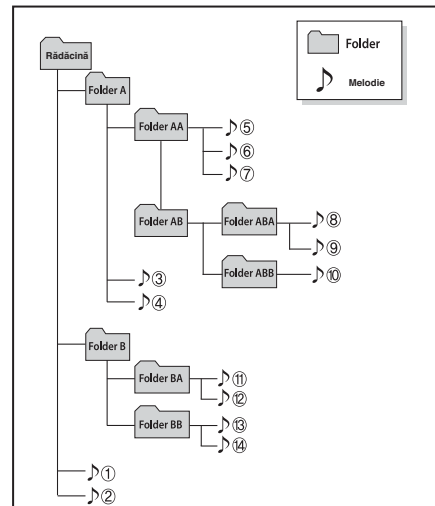 Rădăcină
Folder
Melodie
Folder A
Folder AA
⑤
⑥
⑦
Folder AB
Folder ABA
⑧
⑨
Folder ABB
⑩
③
④
Folder B
Folder BA
⑪
⑫
Folder BB
⑬
⑭
①
②